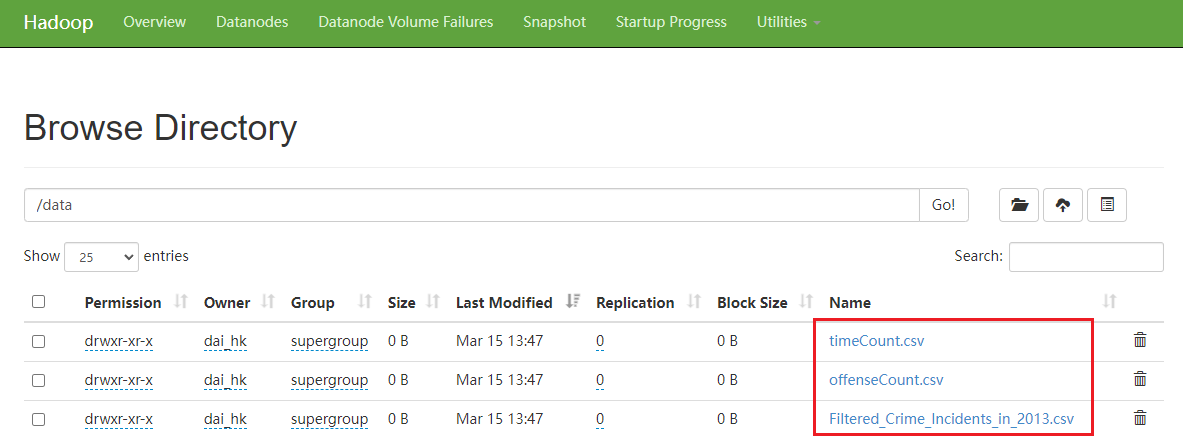 Hadoop Overview Datanodes Datanode Volume Failures Snapshot Startup Progress Utilities
Browse Directory
/data Go!
Show 25 entries Search:
Permission Owner Group Size Last Modified Replication Block Size Name
drwxr-xr-x dai_hk supergroup 0 B Mar 15 13:47 0 0 B timeCount.csv
drwxr-xr-x dai_hk supergroup 0 B Mar 15 13:47 0 0 B offenseCount.csv
drwxr-xr-x dai_hk supergroup 0 B Mar 15 13:47 0 0 B Filtered_Crime_Incidents_in_2013.csv